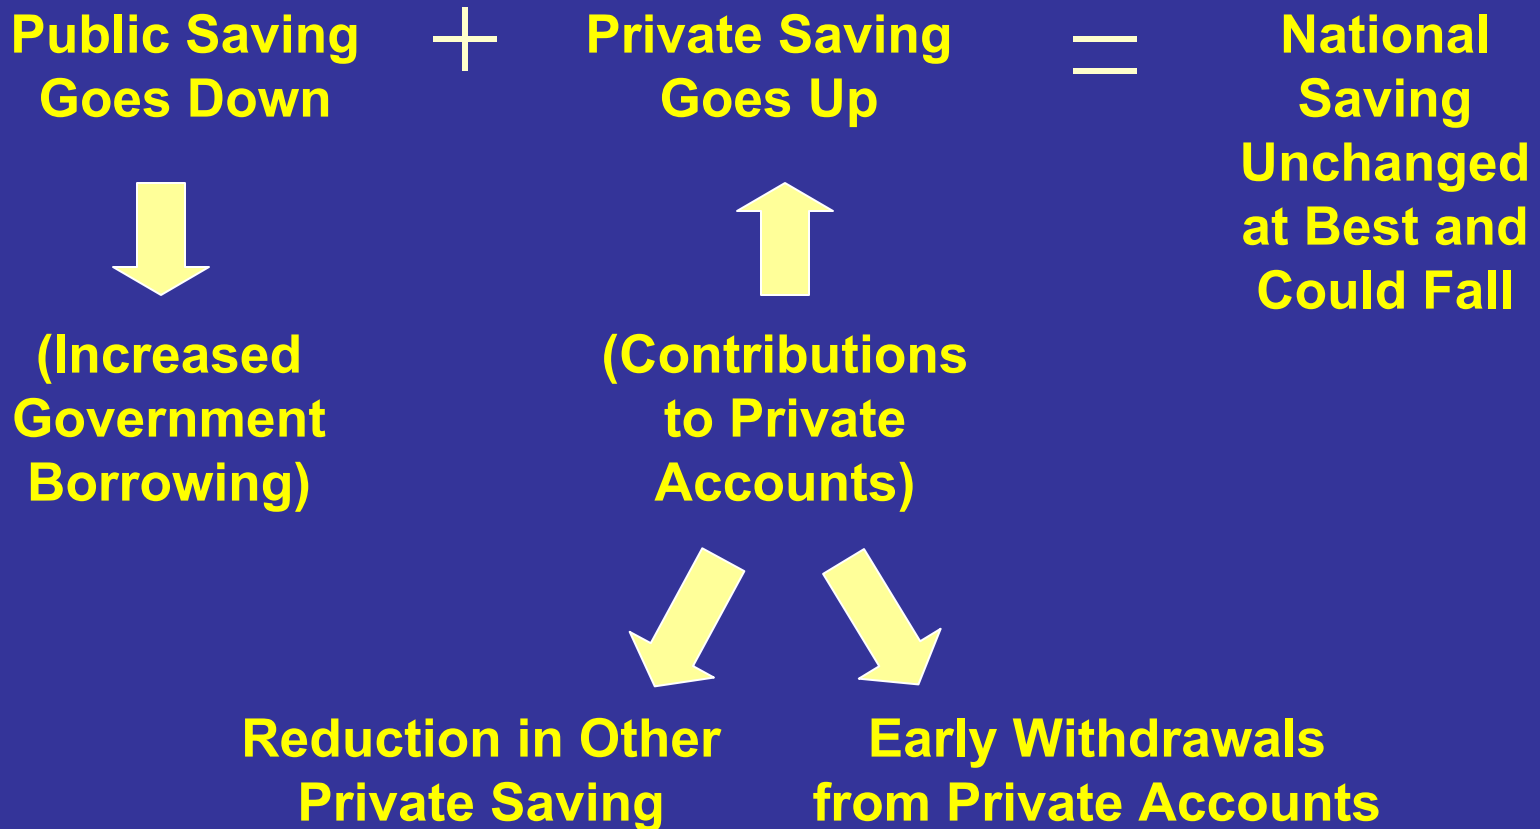 Public Saving
Goes Down
+
Private Saving
Goes Up
=
National
Saving
Unchanged
at Best and
Could Fall
(Increased
Government
Borrowing)
(Contributions
to Private
Accounts)
Reduction in Other
Private Saving
Early Withdrawals
from Private Accounts